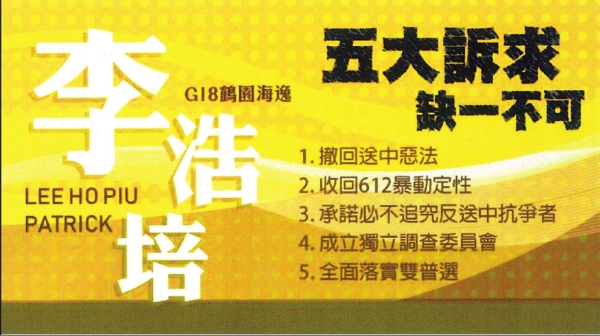 李浩培
G18鶴園海逸
LEE HO PIU
PATRICK
五大訴求
缺一不可
1. 撤回送中惡法
2. 收回612暴動定性
3. 承諾必不追究反送中抗爭者
4. 成立獨立調查委員會
5. 全面落實雙普選